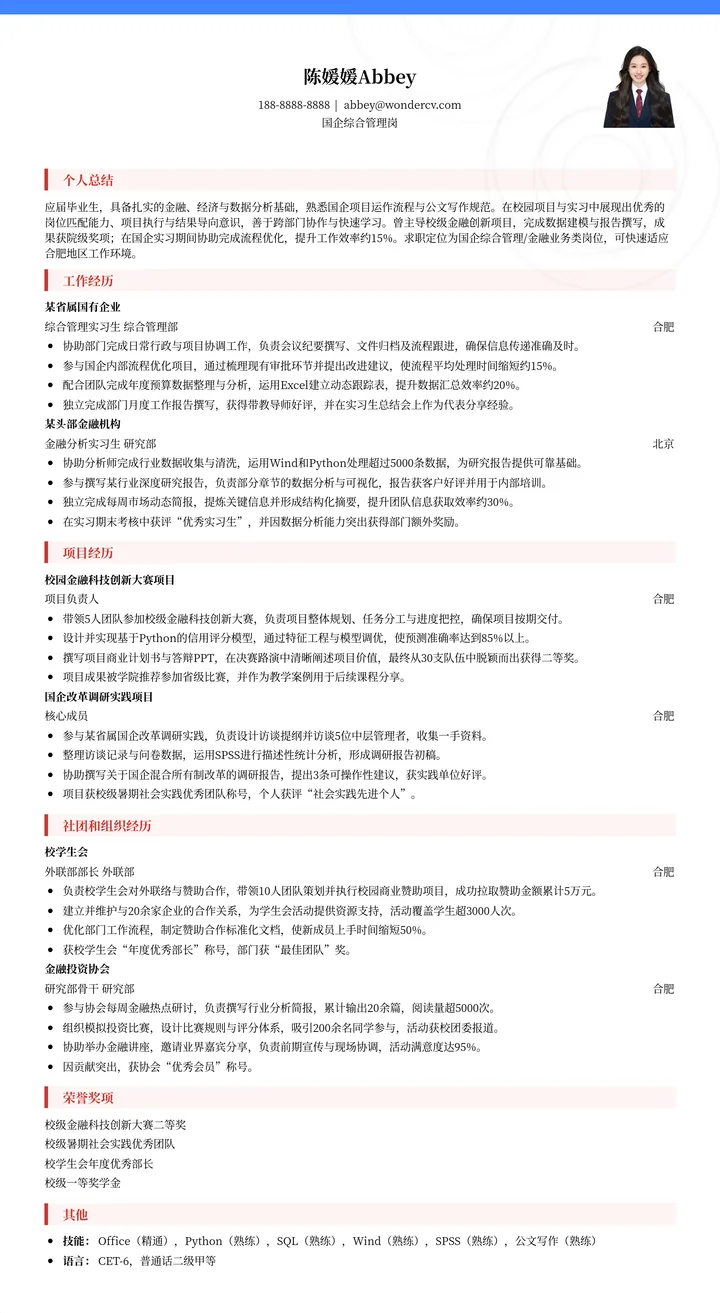 陈媛媛Abbey
188-8888-8888 | abbey@wondercv.com
国企综合管理岗
个人总结
应届毕业生，具备扎实的金融、经济与数据分析基础，熟悉国企项目运作流程与公文写作规范。在校园项目与实习中展现出优秀的
岗位匹配能力、项目执行与结果导向意识，善于跨部门协作与快速学习。曾主导校级金融创新项目，完成数据建模与报告撰写，成
果获院级奖项；在国企实习期间协助完成流程优化，提升工作效率约15%。求职定位为国企综合管理/金融业务类岗位，可快速适应
合肥地区工作环境。
工作经历
某省属国有企业
综合管理实习生 综合管理部 合肥
• 协助部门完成日常行政与项目协调工作，负责会议纪要撰写、文件归档及流程跟进，确保信息传递准确及时。
• 参与国企内部流程优化项目，通过梳理现有审批环节并提出改进建议，使流程平均处理时间缩短约15%。
• 配合团队完成年度预算数据整理与分析，运用Excel建立动态跟踪表，提升数据汇总效率约20%。
• 独立完成部门月度工作报告撰写，获得带教导师好评，并在实习生总结会上作为代表分享经验。
某头部金融机构
金融分析实习生 研究部 北京
• 协助分析师完成行业数据收集与清洗，运用Wind和Python处理超过5000条数据，为研究报告提供可靠基础。
• 参与撰写某行业深度研究报告，负责部分章节的数据分析与可视化，报告获客户好评并用于内部培训。
• 独立完成每周市场动态简报，提炼关键信息并形成结构化摘要，提升团队信息获取效率约30%。
• 在实习期末考核中获评“优秀实习生”，并因数据分析能力突出获得部门额外奖励。
项目经历
校园金融科技创新大赛项目
项目负责人 合肥
• 带领5人团队参加校级金融科技创新大赛，负责项目整体规划、任务分工与进度把控，确保项目按期交付。
• 设计并实现基于Python的信用评分模型，通过特征工程与模型调优，使预测准确率达到85%以上。
• 撰写项目商业计划书与答辩PPT，在决赛路演中清晰阐述项目价值，最终从30支队伍中脱颖而出获得二等奖。
• 项目成果被学院推荐参加省级比赛，并作为教学案例用于后续课程分享。
国企改革调研实践项目
核心成员 合肥
• 参与某省属国企改革调研实践，负责设计访谈提纲并访谈5位中层管理者，收集一手资料。
• 整理访谈记录与问卷数据，运用SPSS进行描述性统计分析，形成调研报告初稿。
• 协助撰写关于国企混合所有制改革的调研报告，提出3条可操作性建议，获实践单位好评。
• 项目获校级暑期社会实践优秀团队称号，个人获评“社会实践先进个人”。
社团和组织经历
校学生会
外联部部长 外联部 合肥
• 负责校学生会对外联络与赞助合作，带领10人团队策划并执行校园商业赞助项目，成功拉取赞助金额累计5万元。
• 建立并维护与20余家企业的合作关系，为学生会活动提供资源支持，活动覆盖学生超3000人次。
• 优化部门工作流程，制定赞助合作标准化文档，使新成员上手时间缩短50%。
• 获校学生会“年度优秀部长”称号，部门获“最佳团队”奖。
金融投资协会
研究部骨干 研究部 合肥
• 参与协会每周金融热点研讨，负责撰写行业分析简报，累计输出20余篇，阅读量超5000次。
• 组织模拟投资比赛，设计比赛规则与评分体系，吸引200余名同学参与，活动获校团委报道。
• 协助举办金融讲座，邀请业界嘉宾分享，负责前期宣传与现场协调，活动满意度达95%。
• 因贡献突出，获协会“优秀会员”称号。
荣誉奖项
校级金融科技创新大赛二等奖
校级暑期社会实践优秀团队
校学生会年度优秀部长
校级一等奖学金
其他
• 技能： Office（精通），Python（熟练），SQL（熟练），Wind（熟练），SPSS（熟练），公文写作（熟练）
• 语言： CET-6，普通话二级甲等